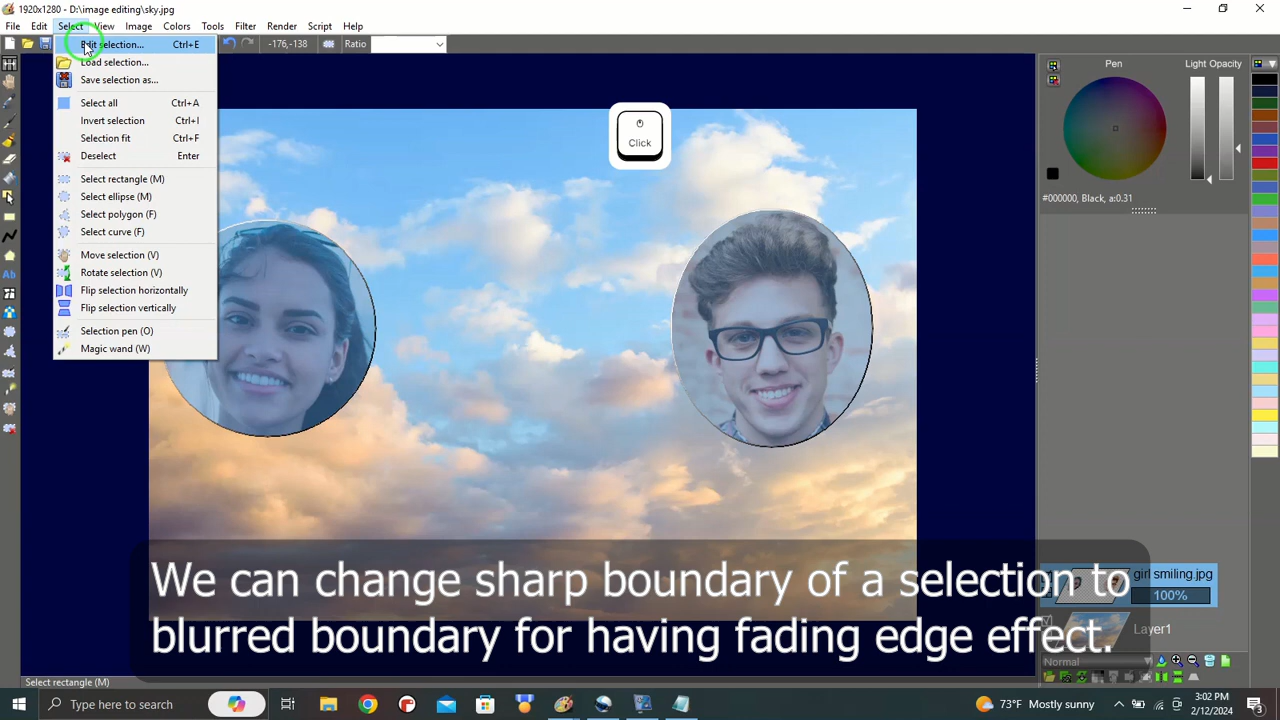 1920x1280 - D:\image editing\sky.jpg
File Edit Select View Image Colors Tools Filter Render Script Help
-176,-138 Ratio
Edit selection... Ctrl+E
Load selection...
Save selection as...
Select all Ctrl+A
Invert selection Ctrl+I
Selection fit Ctrl+F
Deselect Enter
Select rectangle (M)
Select ellipse (M)
Select polygon (F)
Select curve (F)
Move selection (V)
Rotate selection (V)
Flip selection horizontally
Flip selection vertically
Selection pen (O)
Magic wand (W)
Click
Pen Light Opacity
#000000, Black, a:0.31
We can change sharp boundary of a selection to
blurred boundary for having fading edge effect.
girl smiling.jpg
100%
Layer1
Normal
Select rectangle (M)
Type here to search
73°F Mostly sunny
3:02 PM
2/12/2024